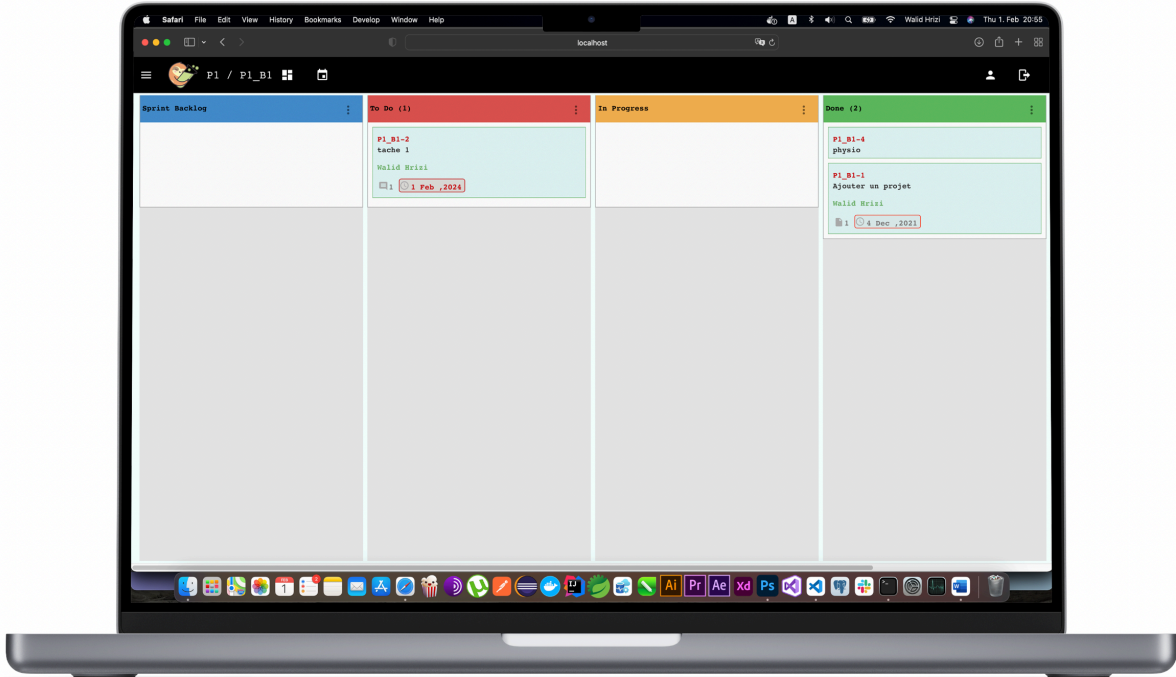 Safari File Edit View History Bookmarks Develop Window Help A Walid Hrizi Thu 1. Feb 20:55
localhost
P1 / P1_B1
Sprint Backlog
To Do (1)
P1_B1-2
tache 1
Walid Hrizi
1 1 Feb ,2024
In Progress
Done (2)
P1_B1-4
physio
P1_B1-1
Ajouter un projet
Walid Hrizi
1 4 Dec ,2021
1 2 Ai Pr Ae Xd Ps